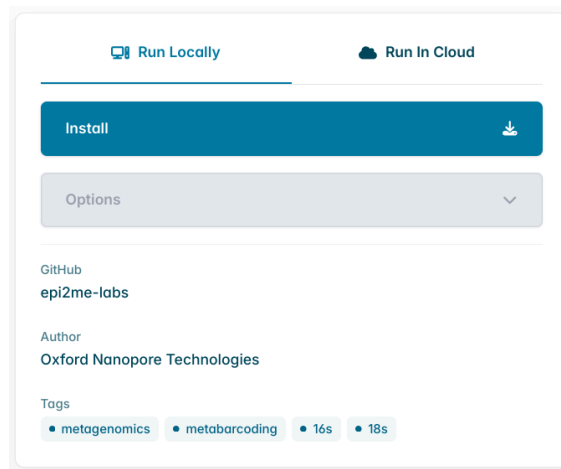 Run Locally
Run In Cloud
Install
Options
GitHub
epi2me-labs
Author
Oxford Nanopore Technologies
Tags
metagenomics
metabarcoding
16s
18s